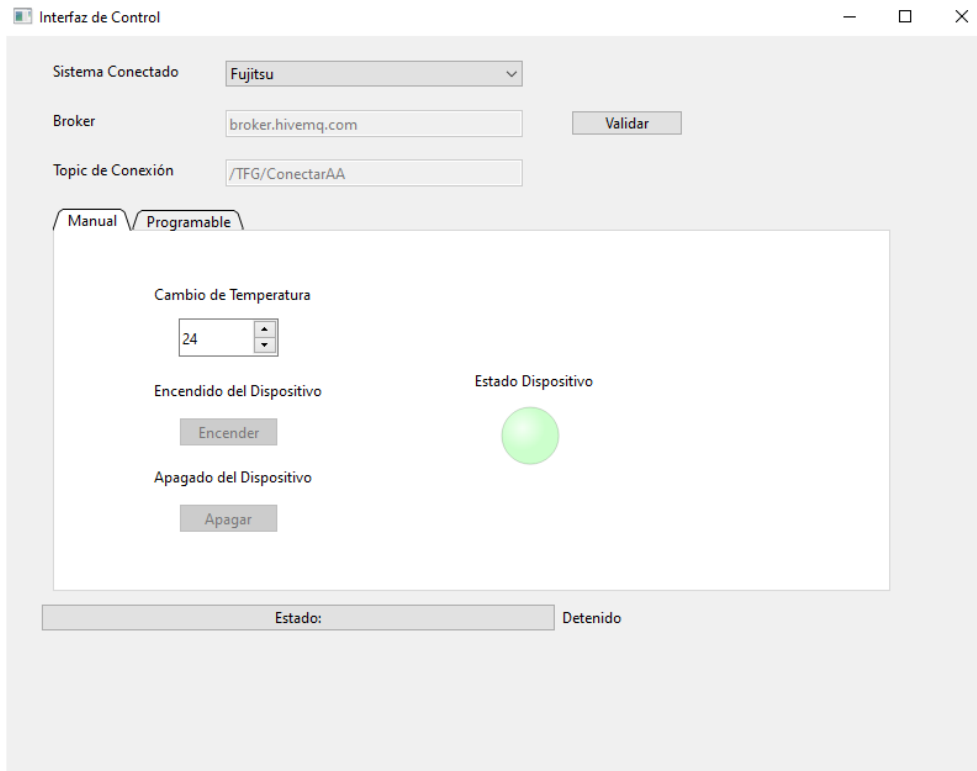 Interfaz de Control
Sistema Conectado
Fujitsu
Broker
broker.hivemq.com
Validar
Topic de Conexión
/TFG/ConectarAA
Manual
Programable
Cambio de Temperatura
24
Encendido del Dispositivo
Estado Dispositivo
Encender
Apagado del Dispositivo
Apagar
Estado:
Detenido